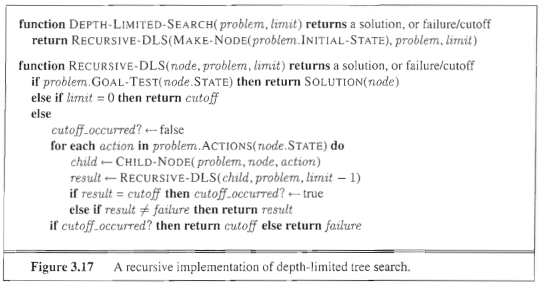 function DEPTH-LIMITED-SEARCH(problem, limit) returns a solution, or failure/cutoff
return RECURSIVE-DLS(MAKE-NODE(problem.INITIAL-STATE), problem, limit)
function RECURSIVE-DLS(node, problem, limit) returns a solution, or failure/cutoff
if problem.GOAL-TEST(node.STATE) then return SOLUTION(node)
else if limit = 0 then return cutoff
else
cutoff_occurred? ← false
for each action in problem.ACTIONS(node.STATE) do
child ← CHILD-NODE(problem, node, action)
result ← RECURSIVE-DLS(child, problem, limit − 1)
if result = cutoff then cutoff_occurred? ← true
else if result ≠ failure then return result
if cutoff_occurred? then return cutoff else return failure
Figure 3.17 A recursive implementation of depth-limited tree search.